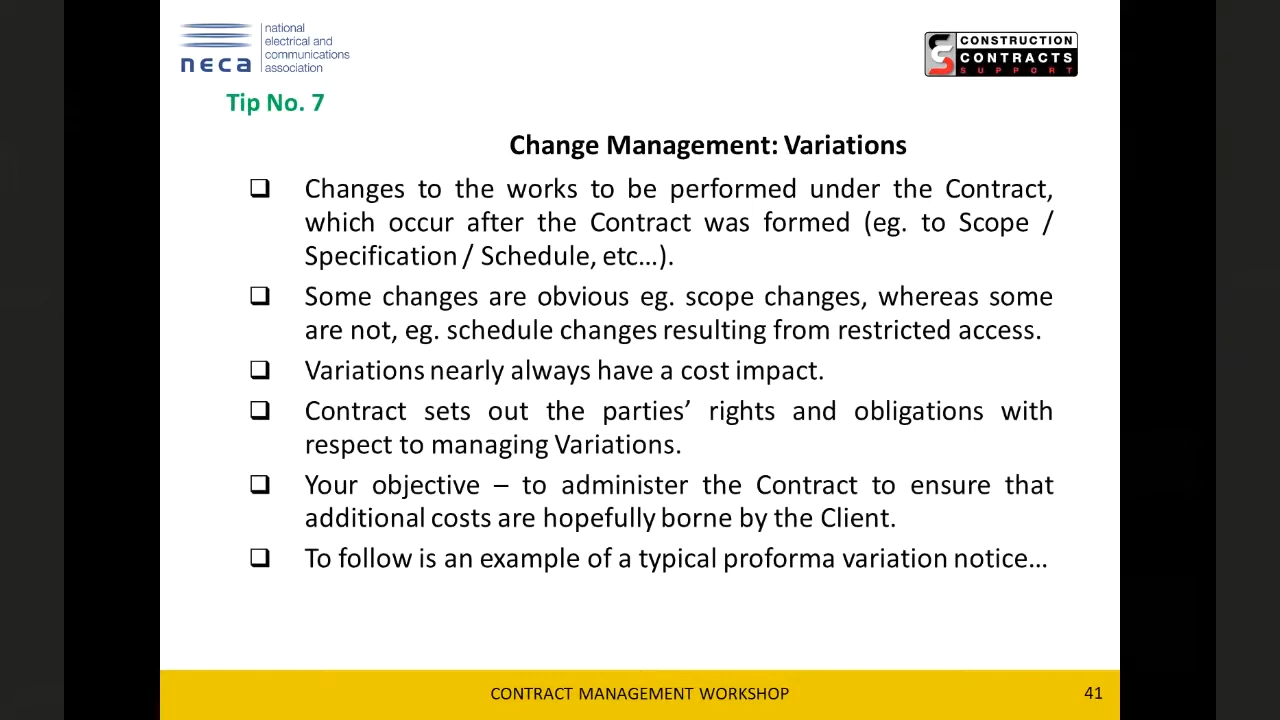 national
electrical and
communications
association
neca
CONSTRUCTION
CONTRACTS
SUPPORT
Tip No. 7
Change Management: Variations
Changes to the works to be performed under the Contract,
which occur after the Contract was formed (eg. to Scope /
Specification / Schedule, etc...).
Some changes are obvious eg. scope changes, whereas some
are not, eg. schedule changes resulting from restricted access.
Variations nearly always have a cost impact.
Contract sets out the parties’ rights and obligations with
respect to managing Variations.
Your objective – to administer the Contract to ensure that
additional costs are hopefully borne by the Client.
To follow is an example of a typical proforma variation notice...
CONTRACT MANAGEMENT WORKSHOP
41